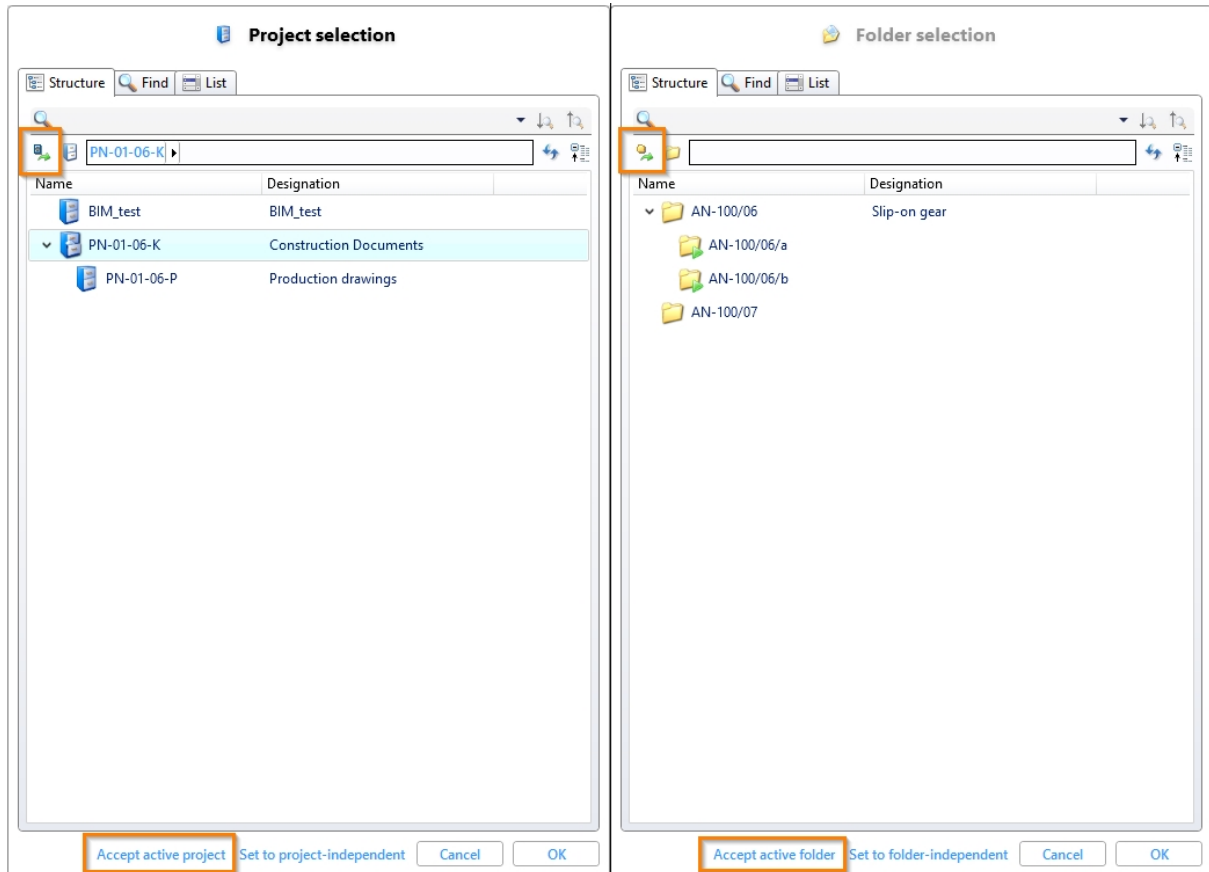 Project selection
Structure Find List
PN-01-06-K
Name Designation
BIM_test BIM_test
PN-01-06-K Construction Documents
PN-01-06-P Production drawings
Accept active project Set to project-independent Cancel OK
Folder selection
Structure Find List
Name Designation
AN-100/06 Slip-on gear
AN-100/06/a
AN-100/06/b
AN-100/07
Accept active folder Set to folder-independent Cancel OK